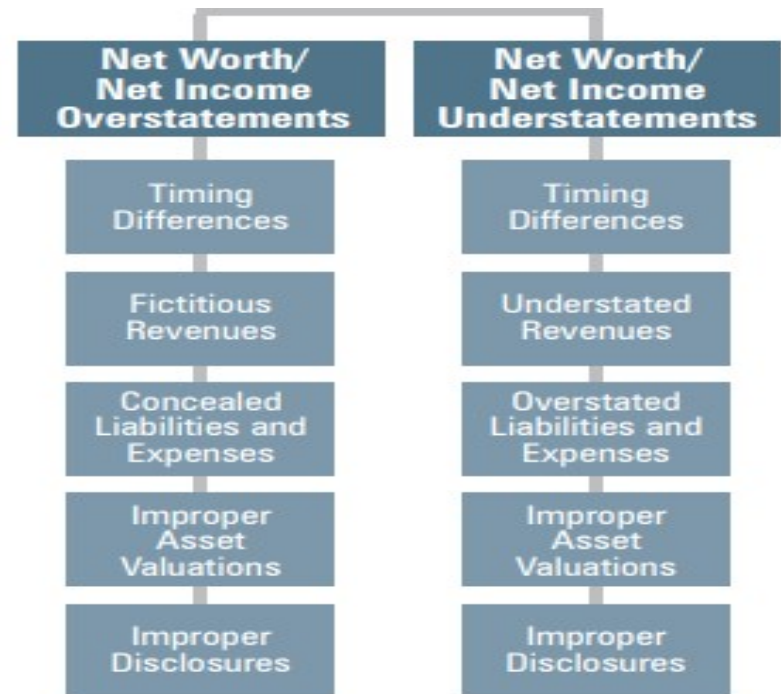 Net Worth/
Net Income
Overstatements
Timing
Differences
Fictitious
Revenues
Concealed
Liabilities and
Expenses
Improper
Asset
Valuations
Improper
Disclosures
Net Worth/
Net Income
Understatements
Timing
Differences
Understated
Revenues
Overstated
Liabilities and
Expenses
Improper
Asset
Valuations
Improper
Disclosures